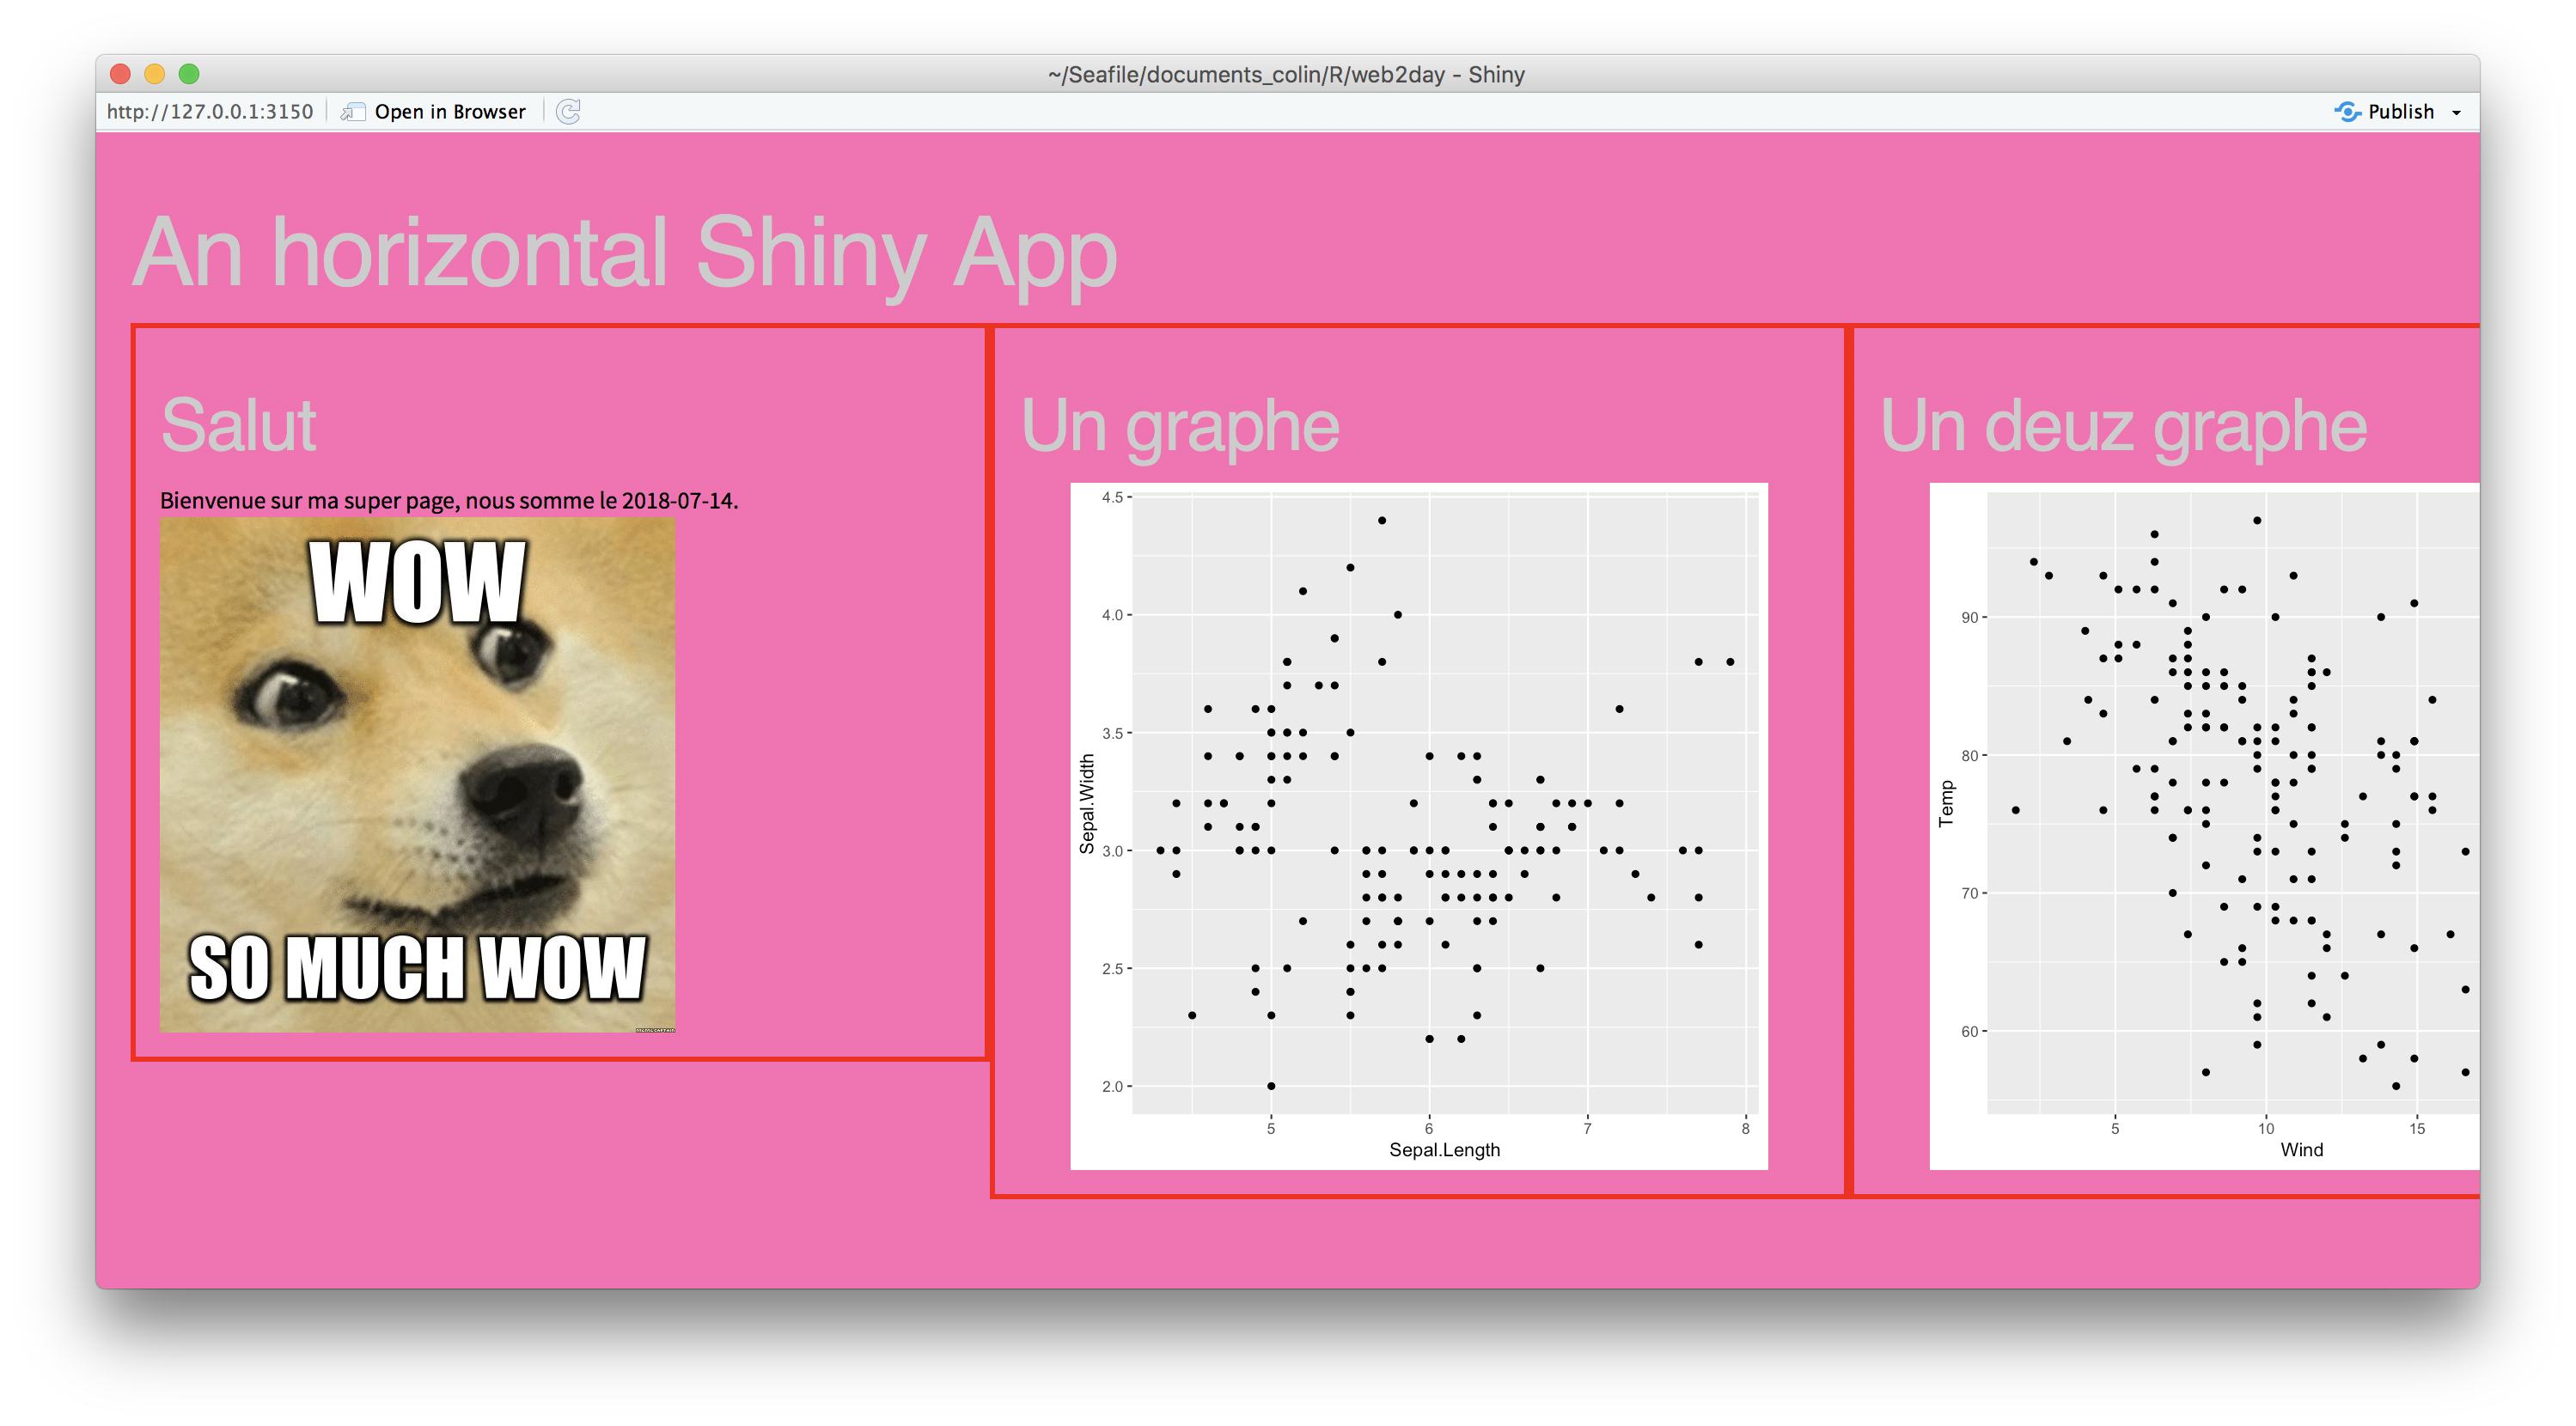 ~/Seafile/documents_colin/R/web2day - Shiny
http://127.0.0.1:3150
Open in Browser
Publish
An horizontal Shiny App
Salut
Bienvenue sur ma super page, nous somme le 2018-07-14.
WOW
SO MUCH WOW
Un graphe
4.5
4.0
3.5
3.0
2.5
2.0
Sepal.Width
5 6 7 8
Sepal.Length
Un deuz graphe
90
80
70
60
Temp
5 10 15
Wind